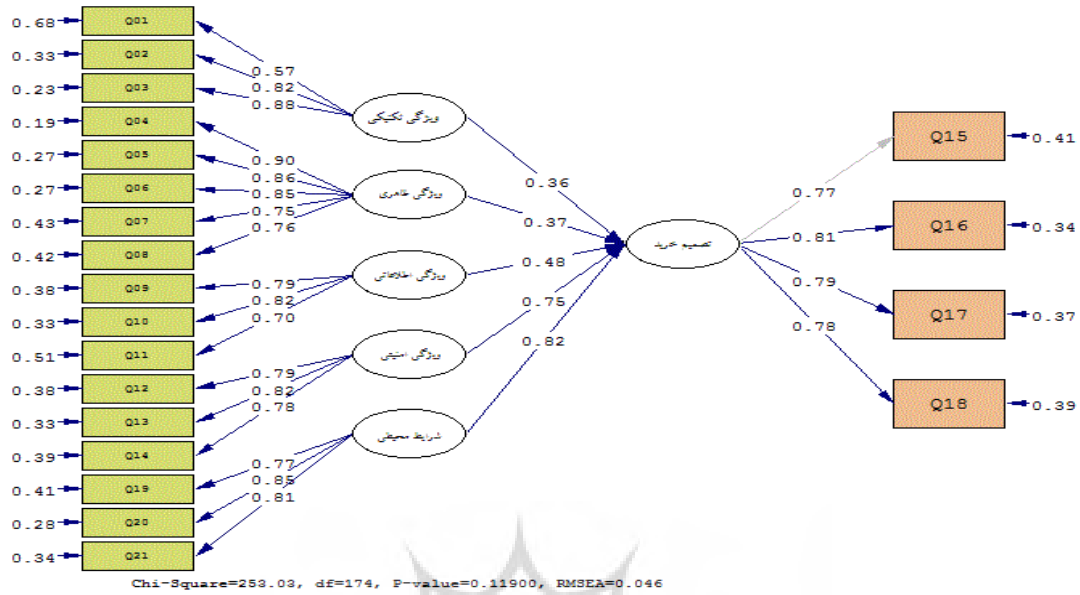 0.68 Q01
0.33 Q02
0.23 Q03
0.19 Q04
0.27 Q05
0.27 Q06
0.43 Q07
0.42 Q08
0.38 Q09
0.33 Q10
0.51 Q11
0.38 Q12
0.33 Q13
0.39 Q14
0.41 Q19
0.28 Q20
0.34 Q21
0.57
0.82
0.88
0.90
0.86
0.85
0.75
0.76
0.79
0.82
0.70
0.79
0.82
0.78
0.77
0.85
0.81
ویژگی تکنیکی
ویژگی ظاهری
ویژگی اطلاعاتی
ویژگی امنیتی
شرایط محیطی
0.36
0.37
0.48
0.75
0.82
تصمیم خرید
0.77
0.81
0.79
0.78
Q15 0.41
Q16 0.34
Q17 0.37
Q18 0.39
Chi-Square=253.03, df=174, P-value=0.11900, RMSEA=0.046